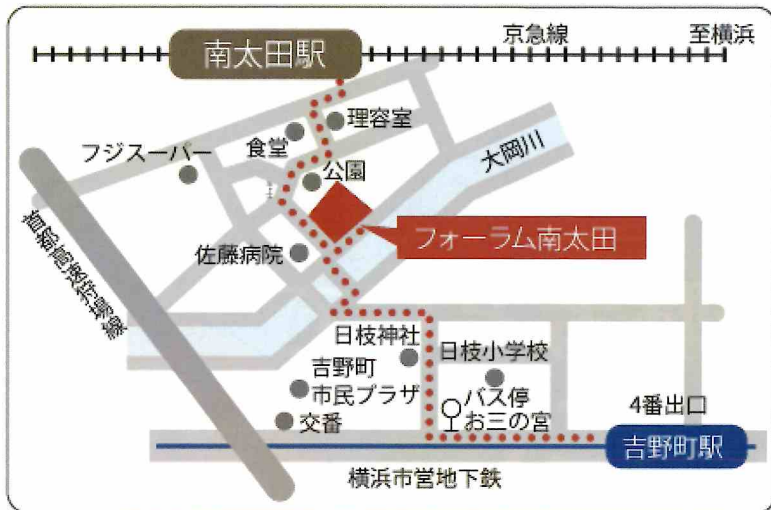 京急線
至横浜
南太田駅
理容室
食堂
フジスーパー
公園
大岡川
フォーラム南太田
佐藤病院
首都高速狩場線
日枝神社
日枝小学校
吉野町
市民プラザ
バス停
お三の宮
4番出口
交番
吉野町駅
横浜市営地下鉄